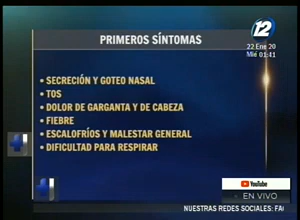 PRIMEROS SÍNTOMAS
12
22 Ene 20
Mié 01:41
• SECRECIÓN Y GOTEO NASAL
• TOS
• DOLOR DE GARGANTA Y DE CABEZA
• FIEBRE
• ESCALOFRÍOS Y MALESTAR GENERAL
• DIFICULTAD PARA RESPIRAR
YouTube
EN VIVO
NUESTRAS REDES SOCIALES: FA